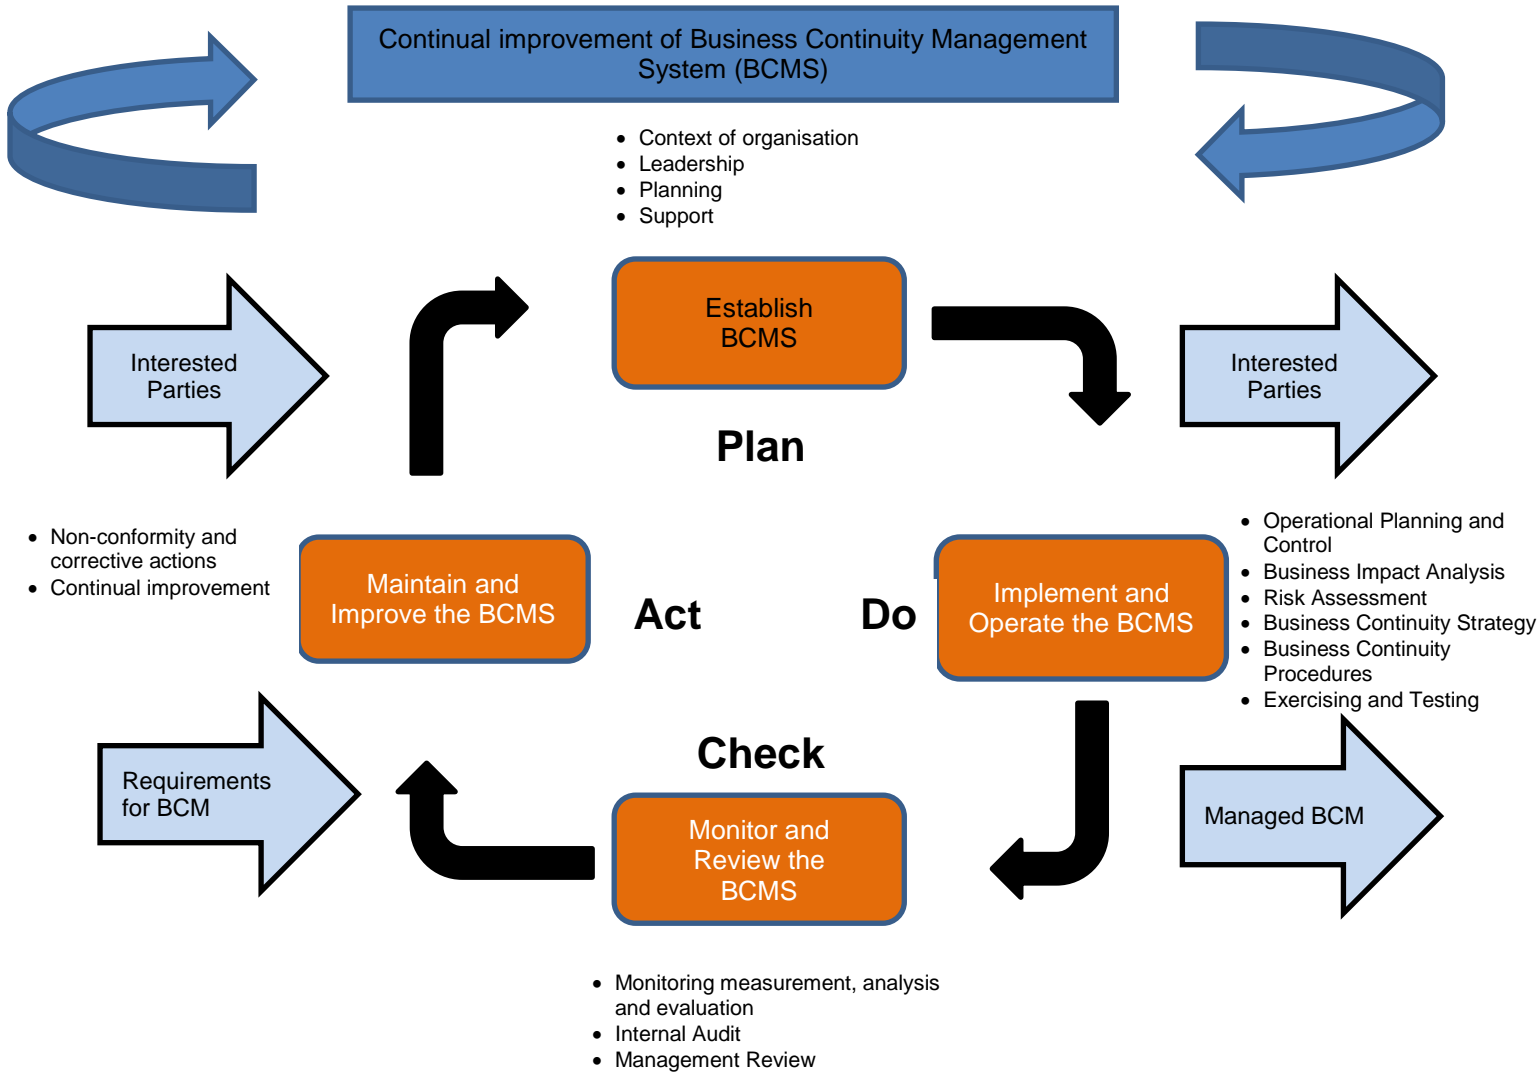 Continual improvement of Business Continuity Management
System (BCMS)
• Context of organisation
• Leadership
• Planning
• Support
Establish
BCMS
Interested
Parties
Interested
Parties
Plan
• Non-conformity and
corrective actions
• Continual improvement
Maintain and
Improve the BCMS
Act
Do
Implement and
Operate the BCMS
• Operational Planning and
Control
• Business Impact Analysis
• Risk Assessment
• Business Continuity Strategy
• Business Continuity
Procedures
• Exercising and Testing
Check
Requirements
for BCM
Monitor and
Review the
BCMS
Managed BCM
• Monitoring measurement, analysis
and evaluation
• Internal Audit
• Management Review